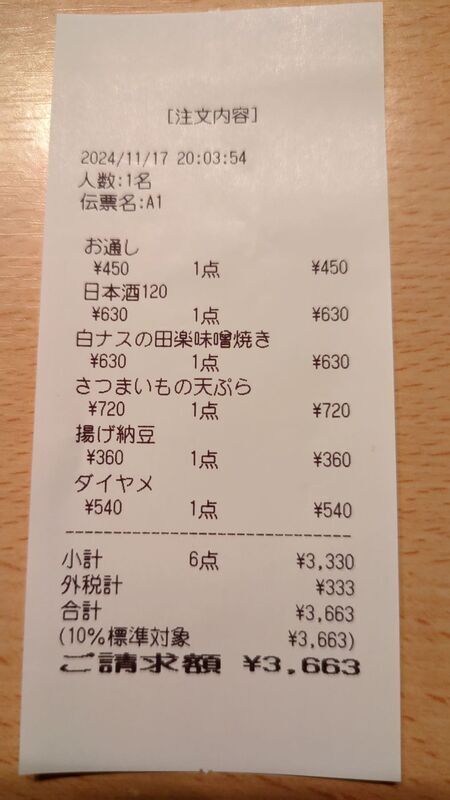 [注文内容]
2024/11/17 20:03:54
人数:1名
伝票名:A1
お通し
¥450 1点 ¥450
日本酒120
¥630 1点 ¥630
白ナスの田楽味噌焼き
¥630 1点 ¥630
さつまいもの天ぷら
¥720 1点 ¥720
揚げ納豆
¥360 1点 ¥360
ダイヤメ
¥540 1点 ¥540
小計 6点 ¥3,330
外税計 ¥333
合計 ¥3,663
(10%標準対象 ¥3,663)
ご請求額 ¥3,663